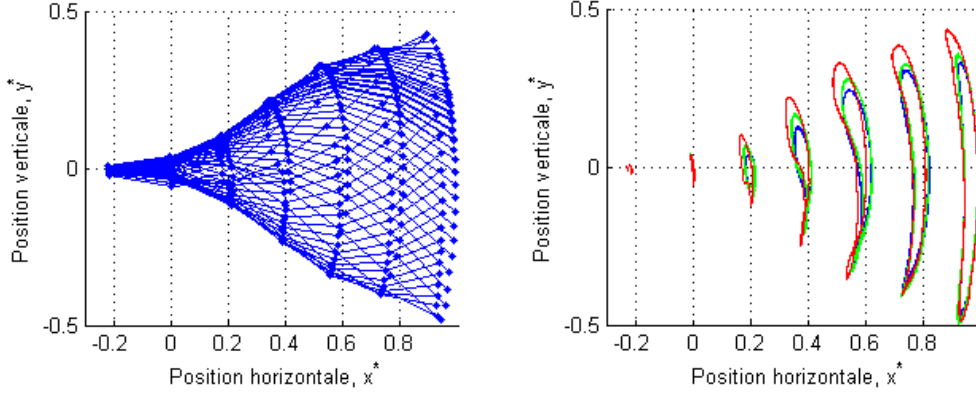 0.5
0
-0.5
Position verticale, y*
-0.2 0 0.2 0.4 0.6 0.8
Position horizontale, x*
0.5
0
-0.5
Position verticale, y*
-0.2 0 0.2 0.4 0.6 0.8
Position horizontale, x*